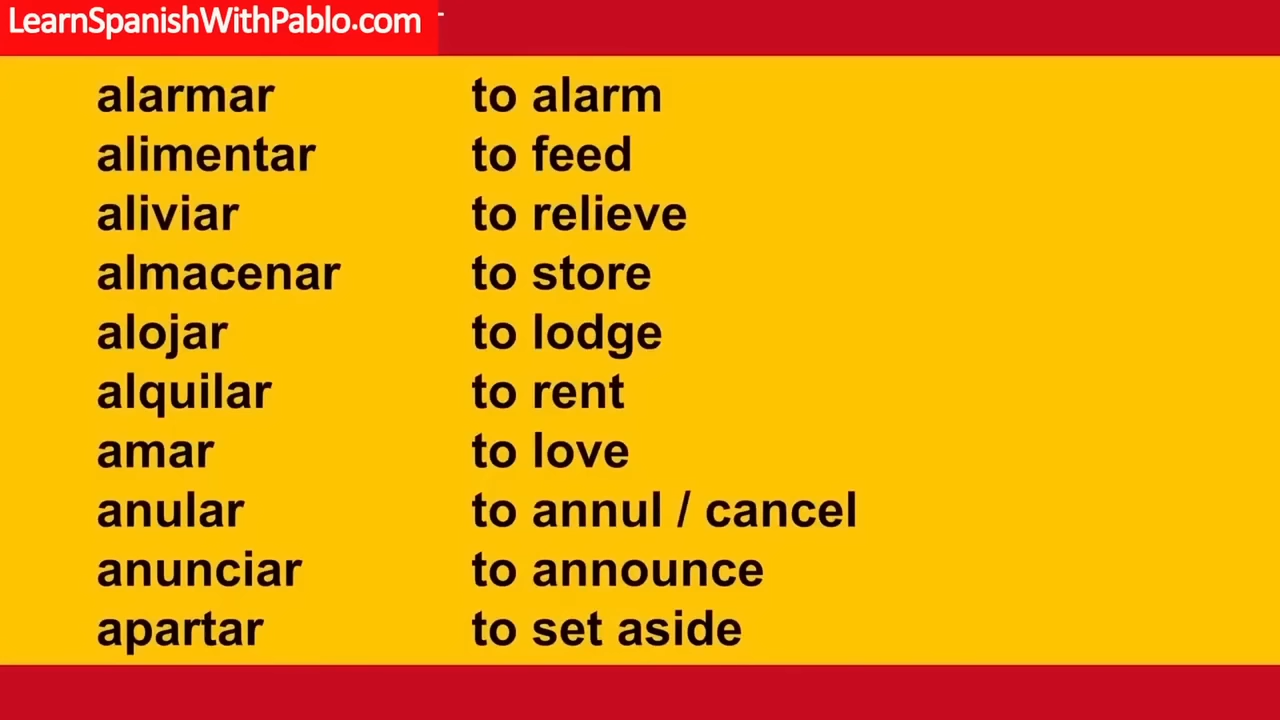 LearnSpanishWithPablo.com
alarmar to alarm
alimentar to feed
aliviar to relieve
almacenar to store
alojar to lodge
alquilar to rent
amar to love
anular to annul / cancel
anunciar to announce
apartar to set aside